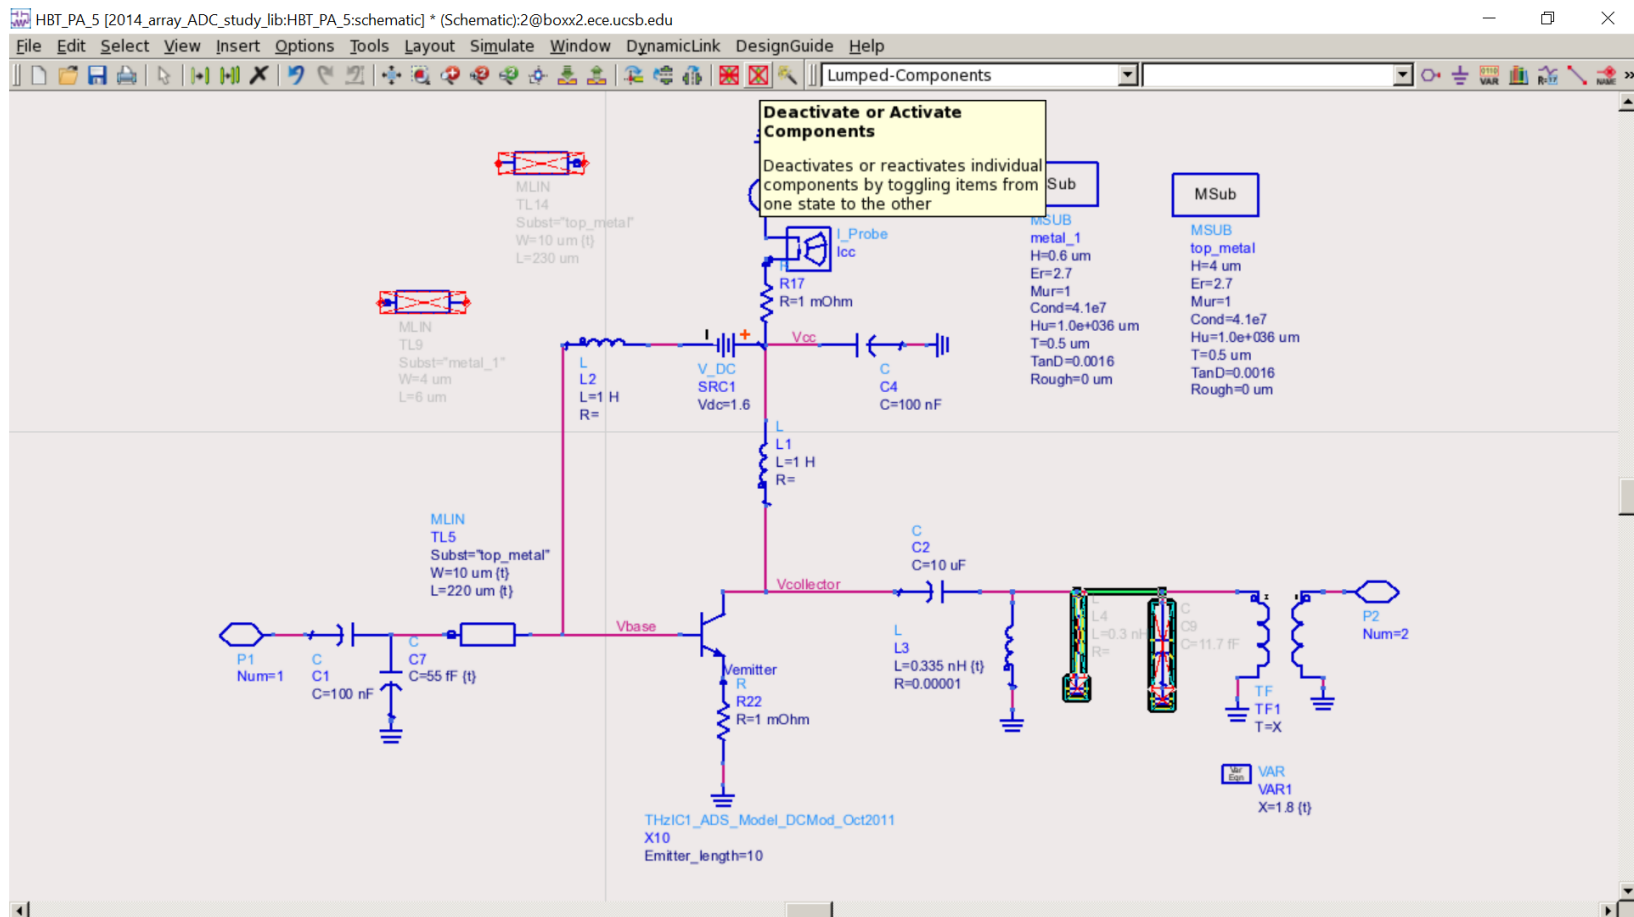 HBT_PA_5 [2014_array_ADC_study_lib:HBT_PA_5:schematic] * (Schematic):2@boxx2.ece.ucsb.edu
File Edit Select View Insert Options Tools Layout Simulate Window DynamicLink DesignGuide Help
Lumped-Components
VAR
NAME
Deactivate or Activate
Components
Deactivates or reactivates individual
components by toggling items from
one state to the other
MLIN
TL14
Subst="top_metal"
W=10 um {t}
L=230 um
MLIN
TL9
Subst="metal_1"
W=4 um
L=6 um
I_Probe
Icc
R
R17
R=1 mOhm
Sub
MSUB
metal_1
H=0.6 um
Er=2.7
Mur=1
Cond=4.1e7
Hu=1.0e+036 um
T=0.5 um
TanD=0.0016
Rough=0 um
MSub
MSUB
top_metal
H=4 um
Er=2.7
Mur=1
Cond=4.1e7
Hu=1.0e+036 um
T=0.5 um
TanD=0.0016
Rough=0 um
L
L2
L=1 H
R=
V_DC
SRC1
Vdc=1.6
Vcc
C
C4
C=100 nF
L
L1
L=1 H
R=
MLIN
TL5
Subst="top_metal"
W=10 um {t}
L=220 um {t}
P1
Num=1
C
C1
C=100 nF
C
C7
C=55 fF {t}
Vbase
Vcollector
Vemitter
R
R22
R=1 mOhm
THzIC1_ADS_Model_DCMod_Oct2011
X10
Emitter_length=10
C
C2
C=10 uF
L
L3
L=0.335 nH {t}
R=0.00001
L
L4
L=0.3 nH
R=
C
C9
C=11.7 fF
TF
TF1
T=X
P2
Num=2
Var
Eqn
VAR
VAR1
X=1.8 {t}